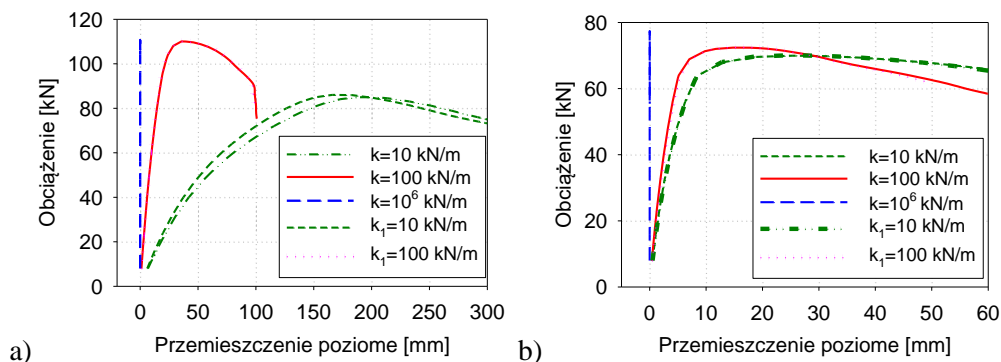 120
100
80
60
40
20
0
Obciążenie [kN]
k=10 kN/m
k=100 kN/m
k=10⁶ kN/m
k₁=10 kN/m
k₁=100 kN/m
0 50 100 150 200 250 300
Przemieszczenie poziome [mm]
a)
80
60
40
20
0
Obciążenie [kN]
k=10 kN/m
k=100 kN/m
k=10⁶ kN/m
k₁=10 kN/m
k₁=100 kN/m
0 10 20 30 40 50 60
Przemieszczenie poziome [mm]
b)